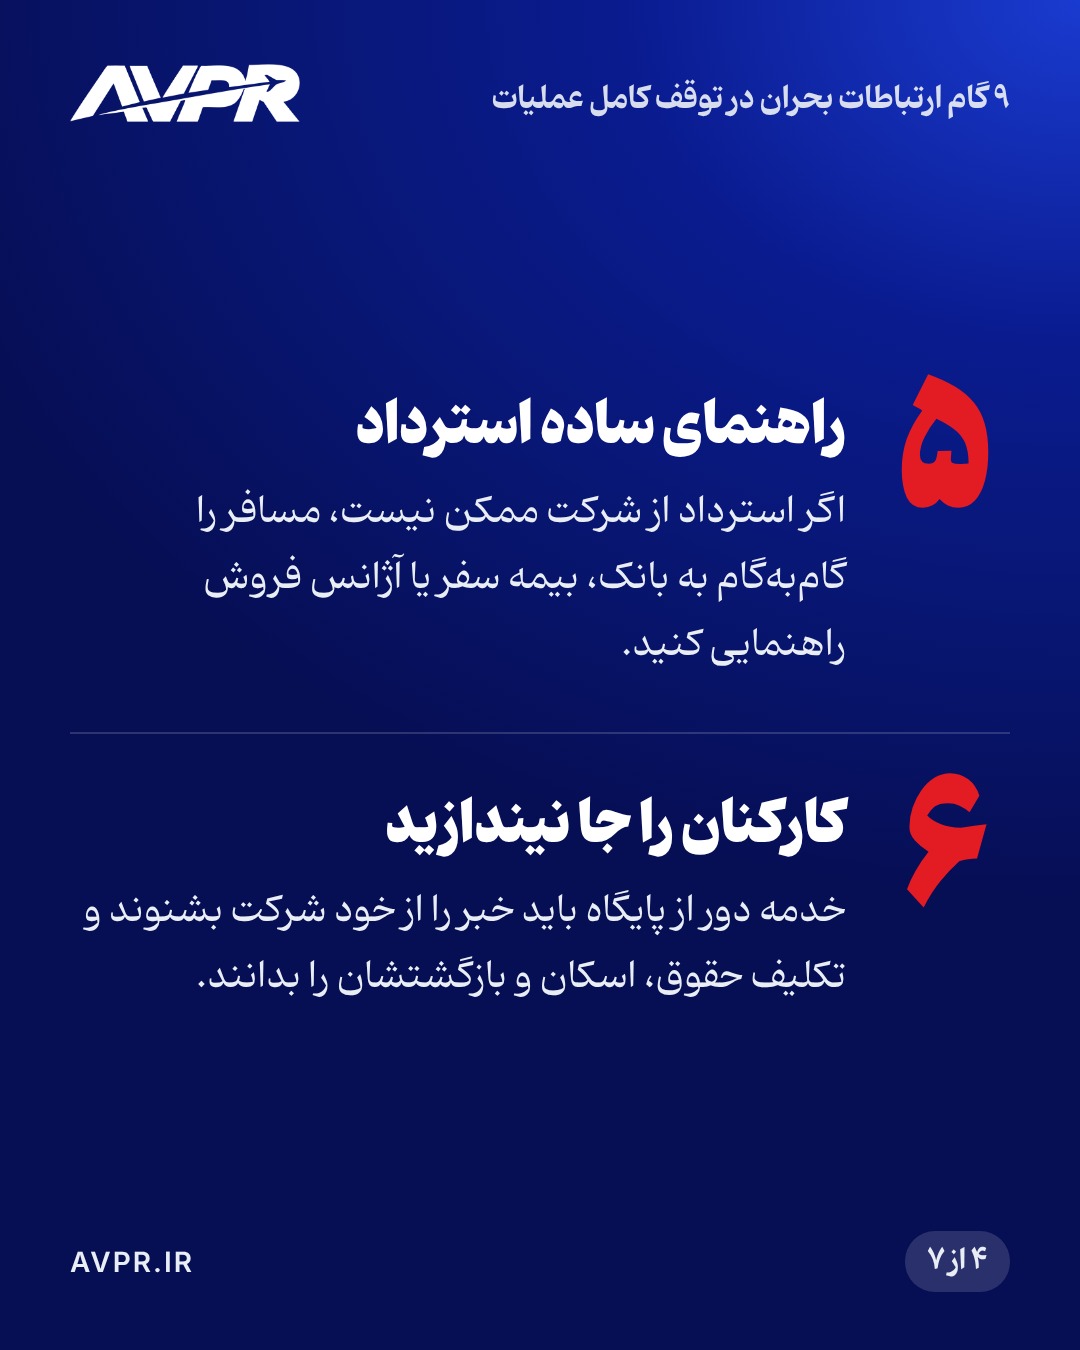 ۹ گام ارتباطات بحران در توقف کامل عملیات
AVPR
۵
راهنمای ساده استرداد
اگر استرداد از شرکت ممکن نیست، مسافر را
گام‌به‌گام به بانک، بیمه سفر یا آژانس فروش
راهنمایی کنید.
۶
کارکنان را جا نیندازید
خدمه دور از پایگاه باید خبر را از خود شرکت بشنوند و
تکلیف حقوق، اسکان و بازگشتشان را بدانند.
۴ از ۷
AVPR.IR